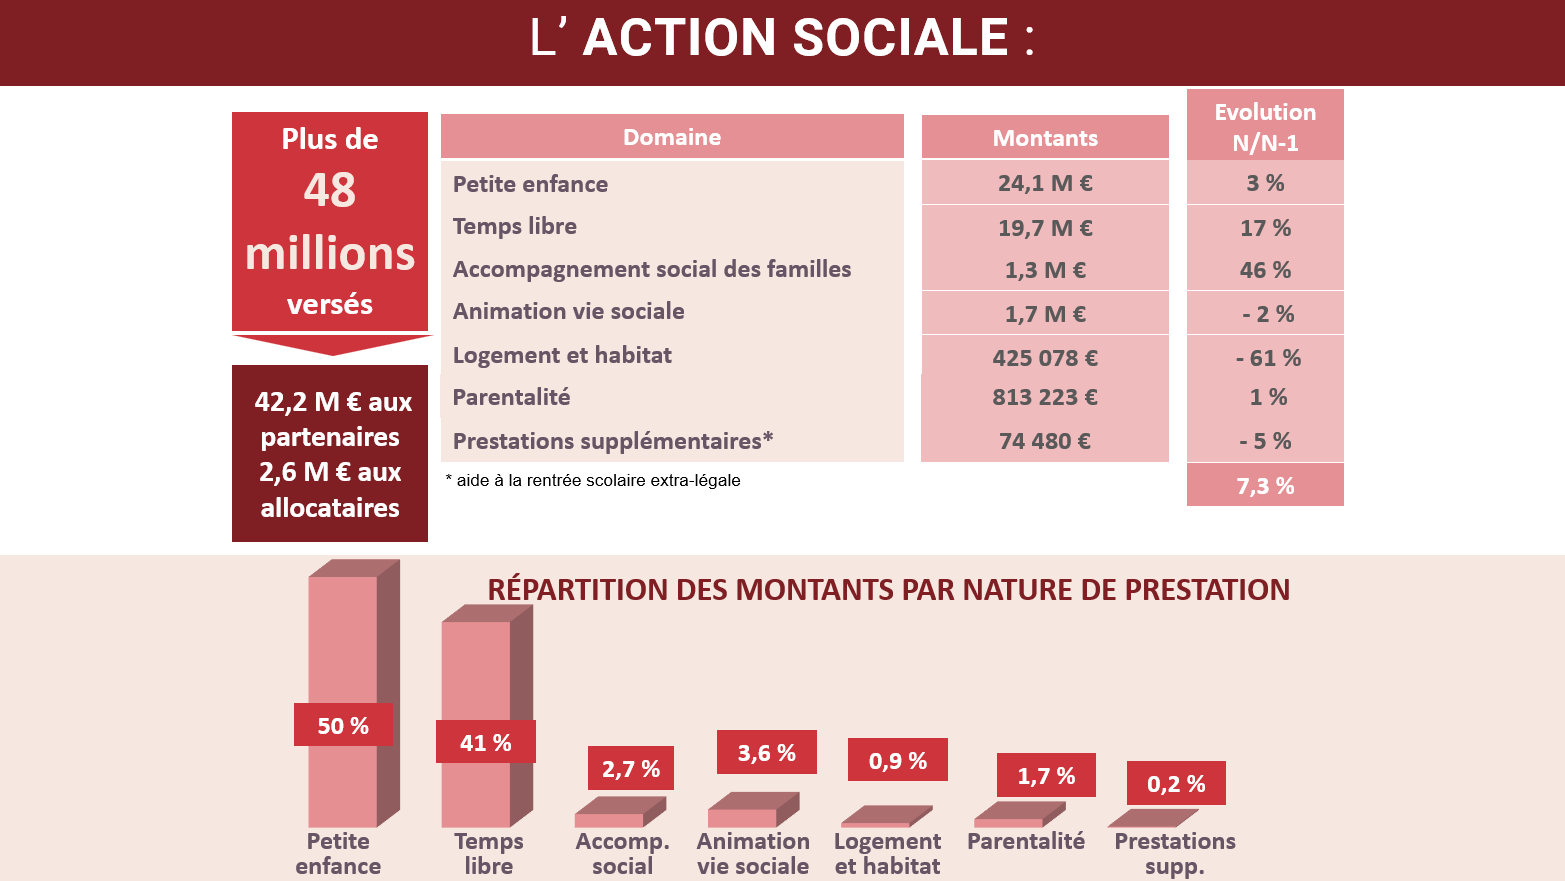 L’ ACTION SOCIALE :
Plus de
48
millions
versés
42,2 M € aux
partenaires
2,6 M € aux
allocataires
Domaine Montants Evolution
N/N-1
Petite enfance 24,1 M € 3 %
Temps libre 19,7 M € 17 %
Accompagnement social des familles 1,3 M € 46 %
Animation vie sociale 1,7 M € - 2 %
Logement et habitat 425 078 € - 61 %
Parentalité 813 223 € 1 %
Prestations supplémentaires* 74 480 € - 5 %
* aide à la rentrée scolaire extra-légale
7,3 %
RÉPARTITION DES MONTANTS PAR NATURE DE PRESTATION
50 % 41 % 2,7 % 3,6 % 0,9 % 1,7 % 0,2 %
Petite Temps Accomp. Animation Logement Parentalité Prestations
enfance libre social vie sociale et habitat supp.